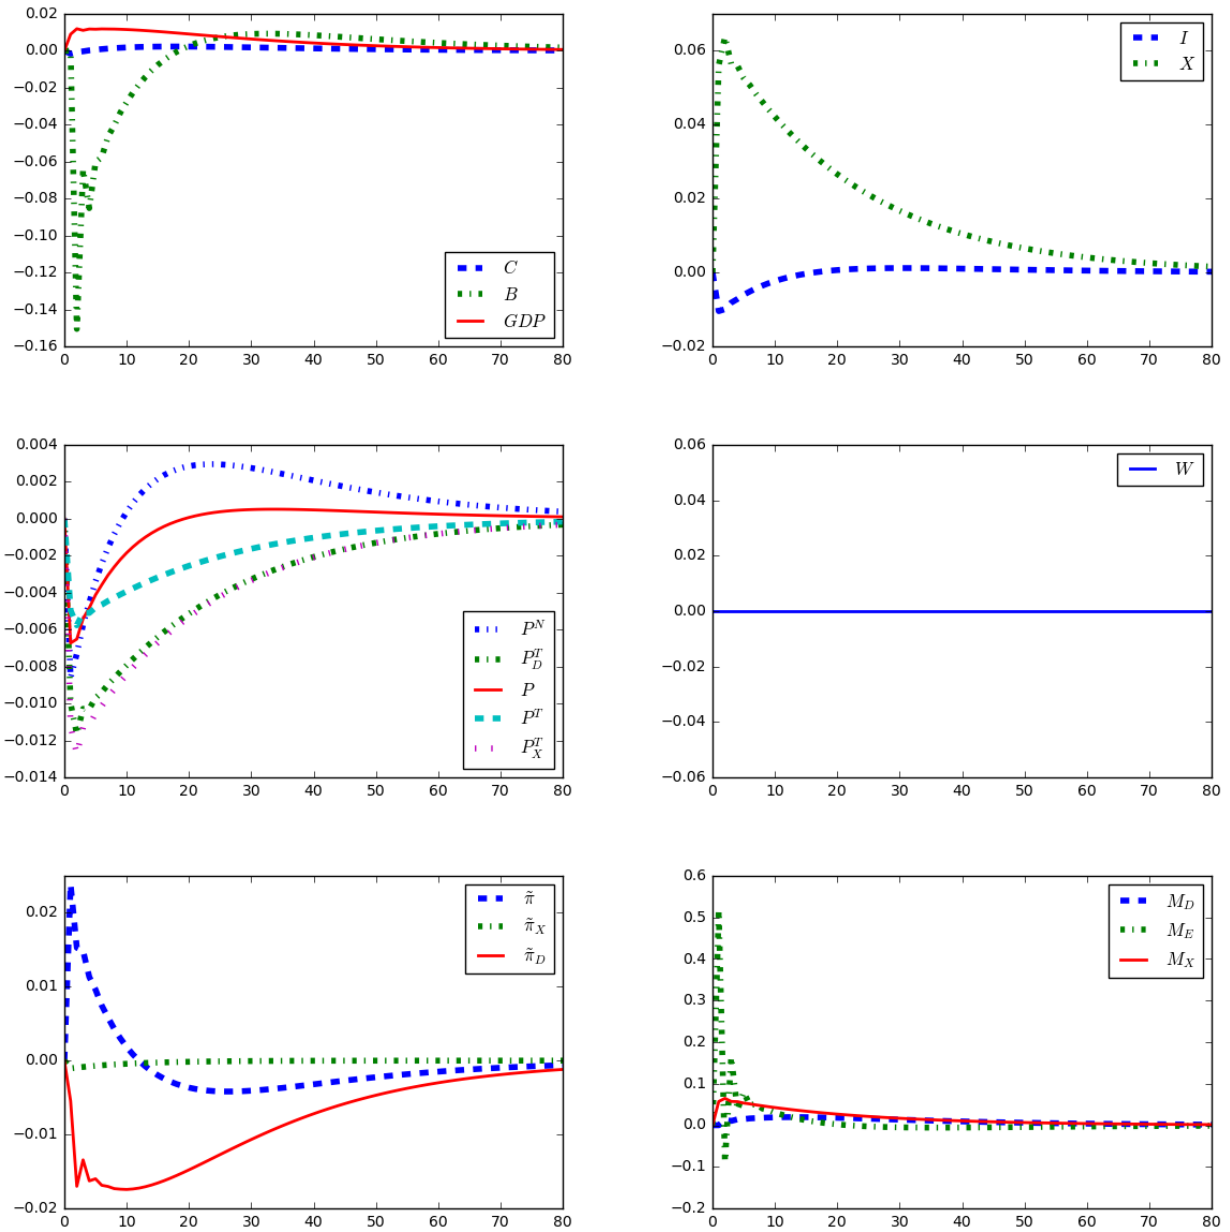 0.02
0.00
−0.02
−0.04
−0.06
−0.08
−0.10
−0.12
−0.14
−0.16
0 10 20 30 40 50 60 70 80
C
B
GDP
0.06
0.04
0.02
0.00
−0.02
0 10 20 30 40 50 60 70 80
I
X
0.004
0.002
0.000
−0.002
−0.004
−0.006
−0.008
−0.010
−0.012
−0.014
0 10 20 30 40 50 60 70 80
P^N
P_D^T
P
P^T
P_X^T
0.06
0.04
0.02
0.00
−0.02
−0.04
−0.06
0 10 20 30 40 50 60 70 80
W
0.02
0.01
0.00
−0.01
−0.02
0 10 20 30 40 50 60 70 80
π̃
π̃_X
π̃_D
0.6
0.5
0.4
0.3
0.2
0.1
0.0
−0.1
−0.2
0 10 20 30 40 50 60 70 80
M_D
M_E
M_X